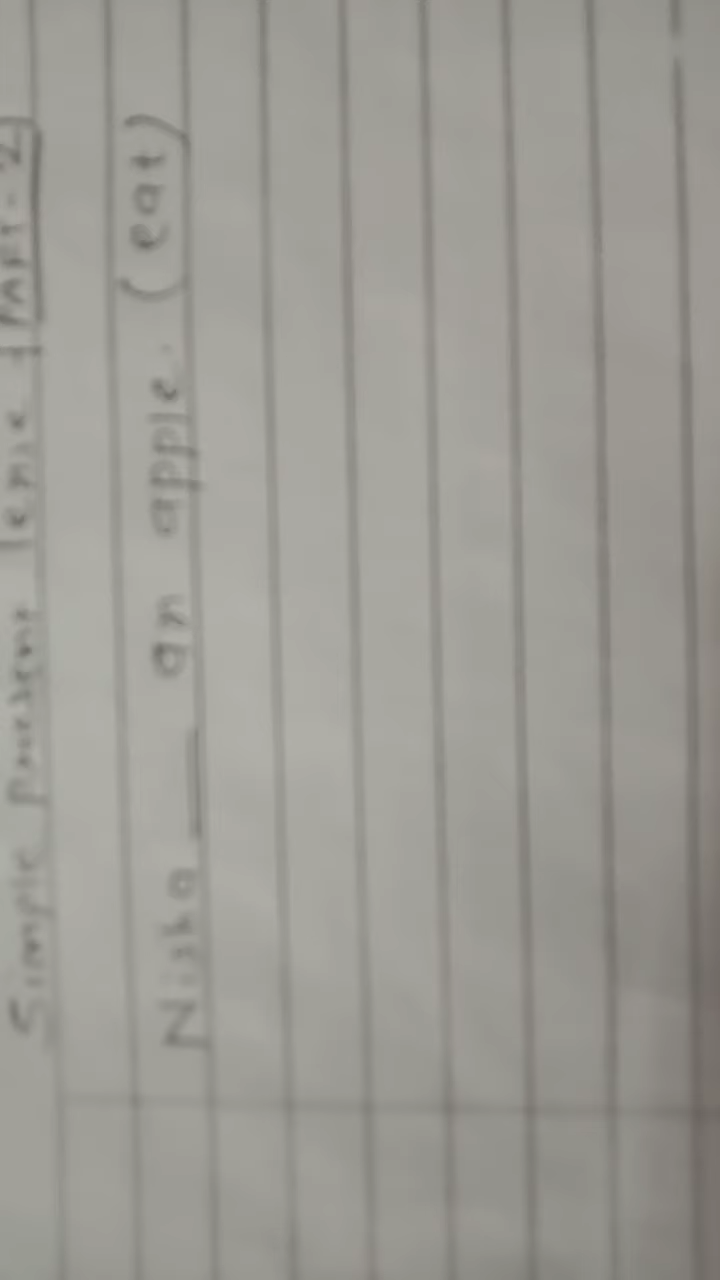 Simple present Tense { PART-2
Nisha ___ an apple. (eat)